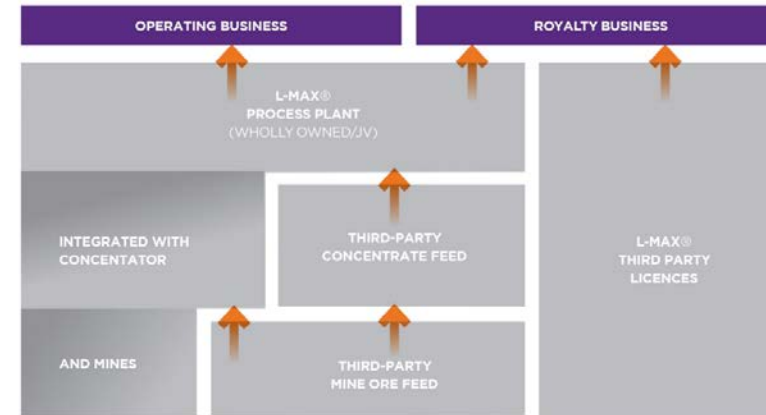 OPERATING BUSINESS
ROYALTY BUSINESS
L-MAX®
PROCESS PLANT
(WHOLLY OWNED/JV)
INTEGRATED WITH
CONCENTATOR
THIRD-PARTY
CONCENTRATE FEED
L-MAX®
THIRD PARTY
LICENCES
AND MINES
THIRD-PARTY
MINE ORE FEED